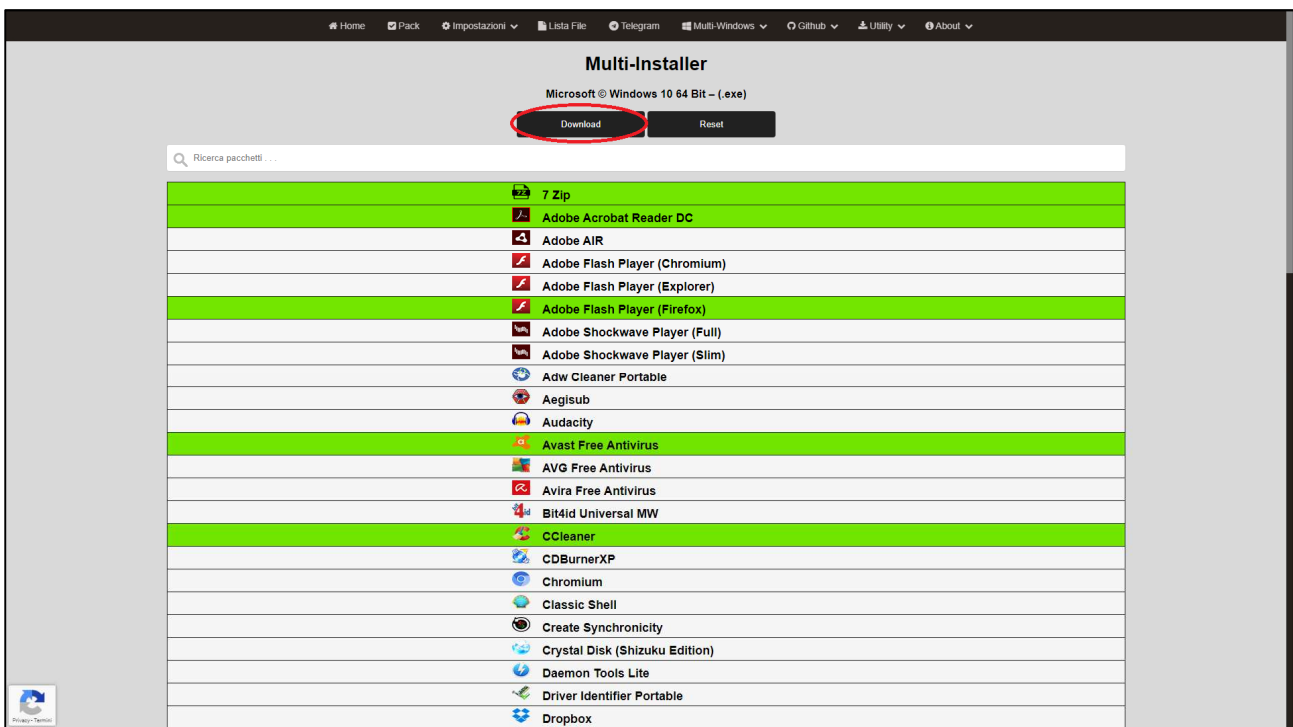 Home Pack Impostazioni Lista File Telegram Multi-Windows Github Utility About
Multi-Installer
Microsoft © Windows 10 64 Bit – (.exe)
Download Reset
Ricerca pacchetti . . .
7Z 7 Zip
Adobe Acrobat Reader DC
Adobe AIR
Adobe Flash Player (Chromium)
Adobe Flash Player (Explorer)
Adobe Flash Player (Firefox)
Adobe Shockwave Player (Full)
Adobe Shockwave Player (Slim)
Adw Cleaner Portable
Aegisub
Audacity
Avast Free Antivirus
AVG Free Antivirus
Avira Free Antivirus
4id Bit4id Universal MW
CCleaner
CDBurnerXP
Chromium
Classic Shell
Create Synchronicity
Crystal Disk (Shizuku Edition)
Daemon Tools Lite
Driver Identifier Portable
Dropbox
Privacy - Termini